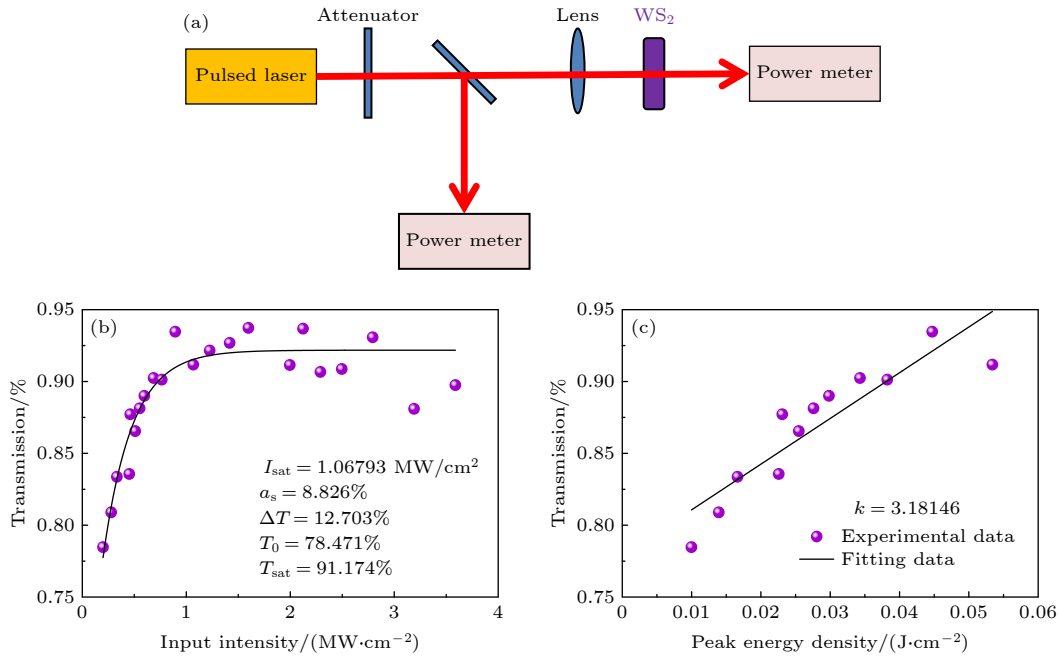 (a)
Attenuator
Lens
WS₂
Pulsed laser
Power meter
Power meter
0.95
0.90
0.85
0.80
0.75
Transmission/%
(b)
I_sat = 1.06793 MW/cm²
a_s = 8.826%
ΔT = 12.703%
T₀ = 78.471%
T_sat = 91.174%
0 1 2 3 4
Input intensity/(MW·cm⁻²)
0.95
0.90
0.85
0.80
0.75
Transmission/%
(c)
k = 3.18146
Experimental data
Fitting data
0 0.01 0.02 0.03 0.04 0.05 0.06
Peak energy density/(J·cm⁻²)